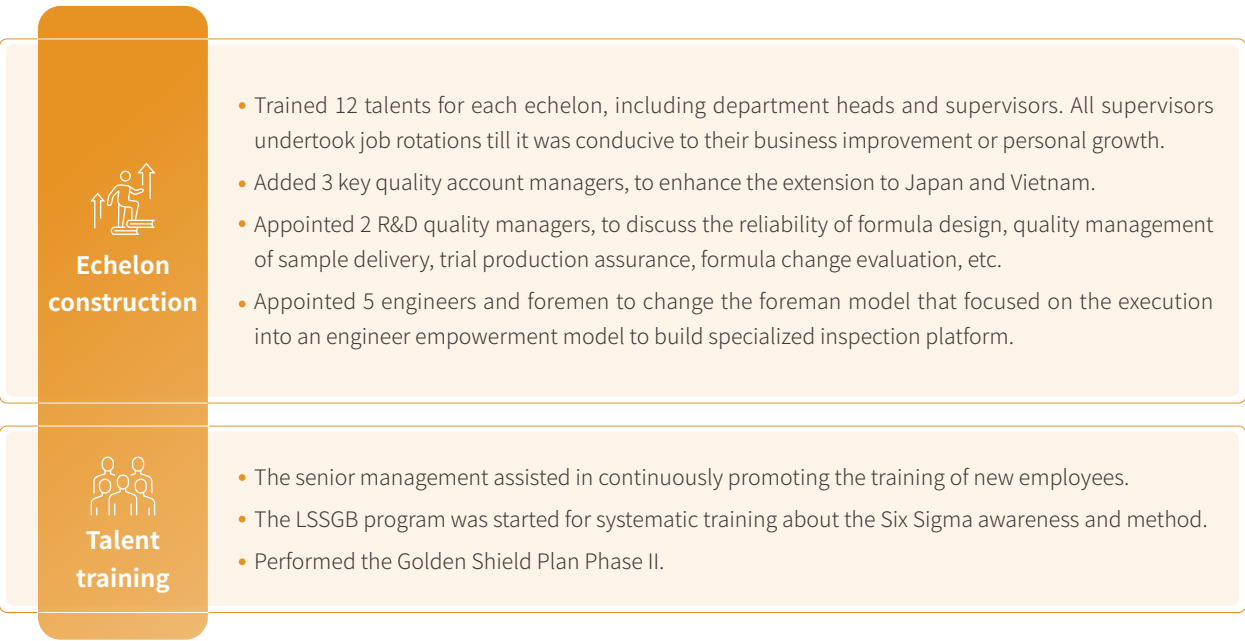 Echelon
construction
• Trained 12 talents for each echelon, including department heads and supervisors. All supervisors
undertook job rotations till it was conducive to their business improvement or personal growth.
• Added 3 key quality account managers, to enhance the extension to Japan and Vietnam.
• Appointed 2 R&D quality managers, to discuss the reliability of formula design, quality management
of sample delivery, trial production assurance, formula change evaluation, etc.
• Appointed 5 engineers and foremen to change the foreman model that focused on the execution
into an engineer empowerment model to build specialized inspection platform.
Talent
training
• The senior management assisted in continuously promoting the training of new employees.
• The LSSGB program was started for systematic training about the Six Sigma awareness and method.
• Performed the Golden Shield Plan Phase II.